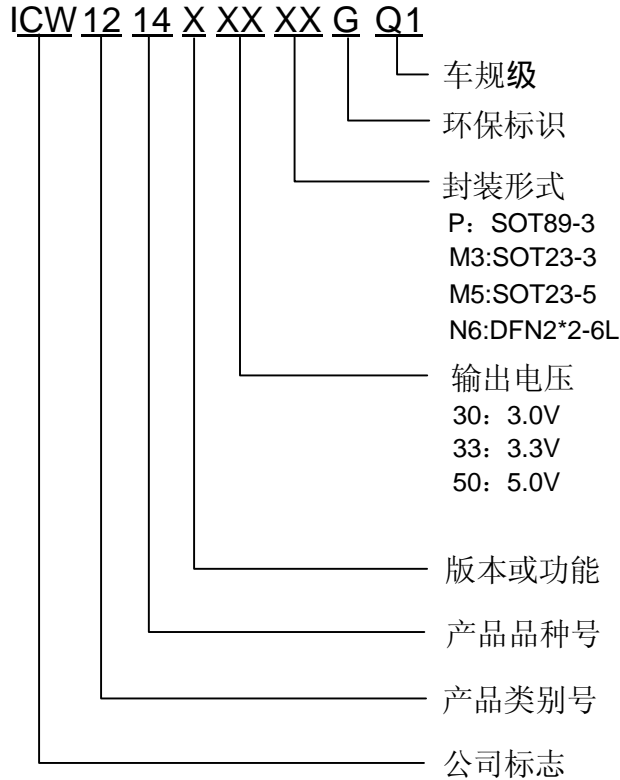 ICW 12 14 X XX XX G Q1
车规级
环保标识
封装形式
P：SOT89-3
M3:SOT23-3
M5:SOT23-5
N6:DFN2*2-6L
输出电压
30：3.0V
33：3.3V
50：5.0V
版本或功能
产品品种号
产品类别号
公司标志